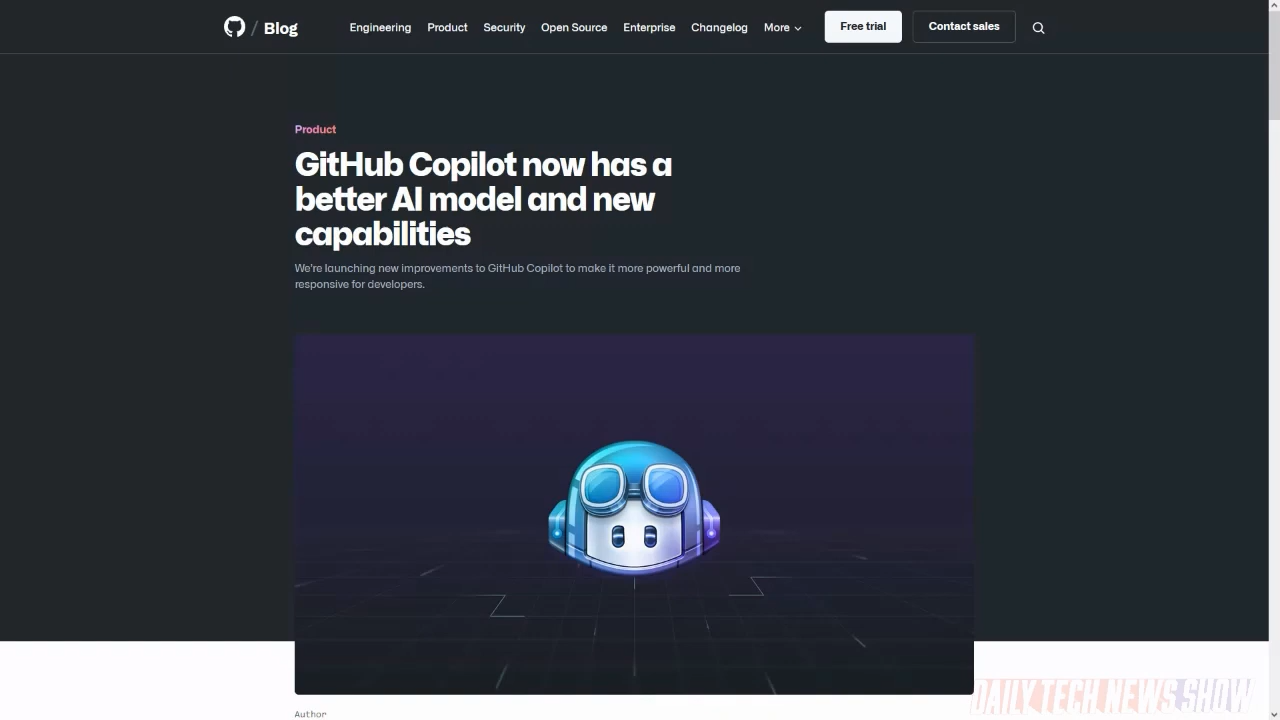 / Blog
Engineering Product Security Open Source Enterprise Changelog More Free trial Contact sales
Product
GitHub Copilot now has a
better AI model and new
capabilities
We're launching new improvements to GitHub Copilot to make it more powerful and more
responsive for developers.
Author
DAILY TECH NEWS SHOW